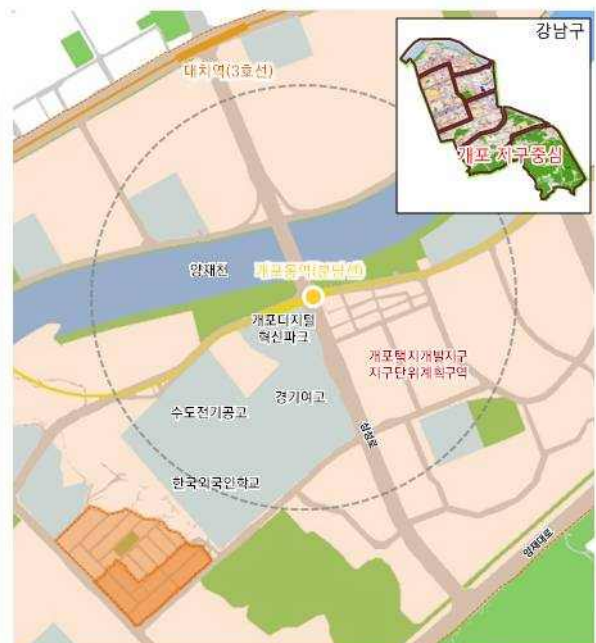 강남구
개포 지구중심
대치역(3호선)
양재천
개포동역(분당선)
개포디지털
혁신파크
개포택지개발지구
지구단위계획구역
경기여고
수도전기공고
삼성로
한국외국인학교
양재대로